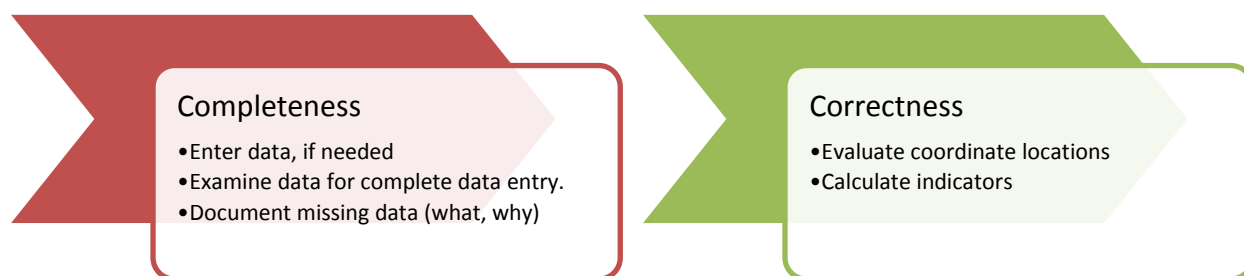 Completeness
•Enter data, if needed
•Examine data for complete data entry.
•Document missing data (what, why)
Correctness
•Evaluate coordinate locations
•Calculate indicators